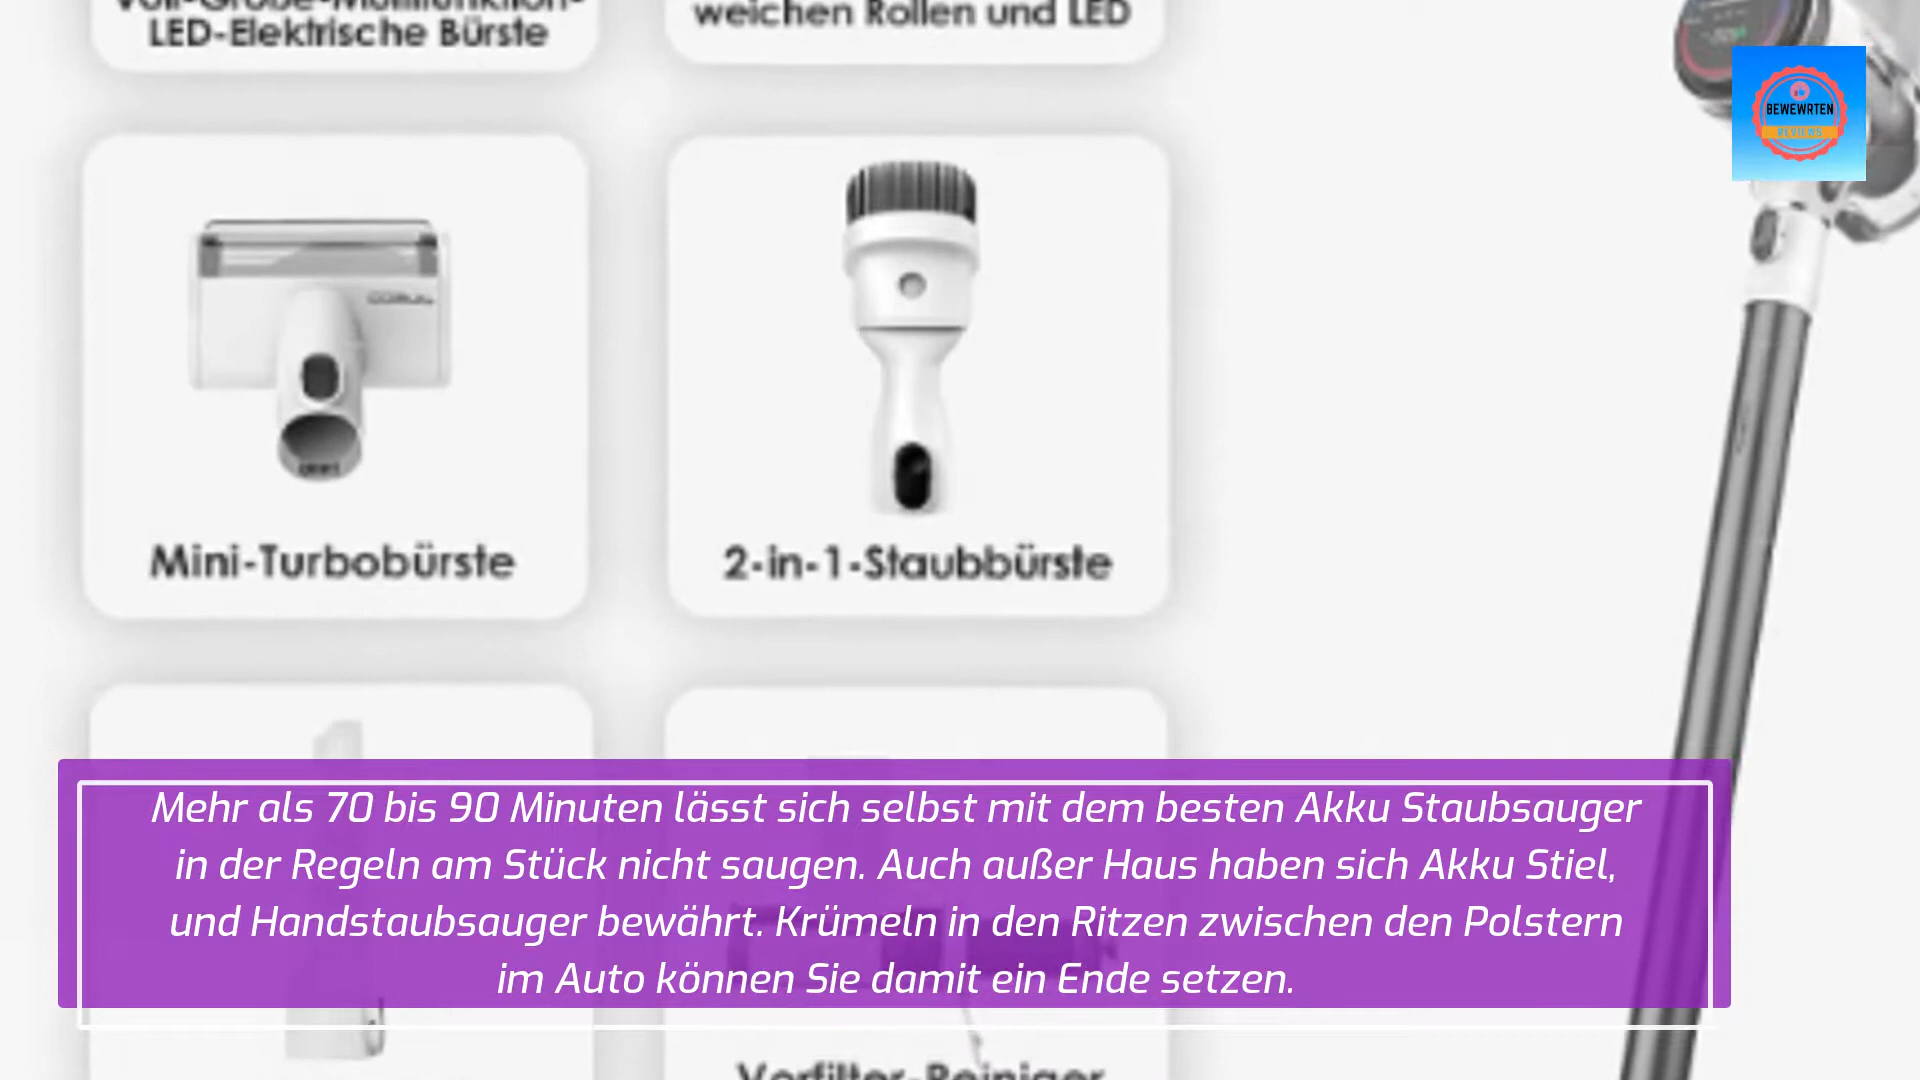 LED-Elektrische Bürste
weichen Rollen und LED
BEWEWRTEN
REVIEWS
Mini-Turbobürste
2-in-1-Staubbürste
Mehr als 70 bis 90 Minuten lässt sich selbst mit dem besten Akku Staubsauger
in der Regeln am Stück nicht saugen. Auch außer Haus haben sich Akku Stiel,
und Handstaubsauger bewährt. Krümeln in den Ritzen zwischen den Polstern
im Auto können Sie damit ein Ende setzen.
Vorfilter-Reiniger